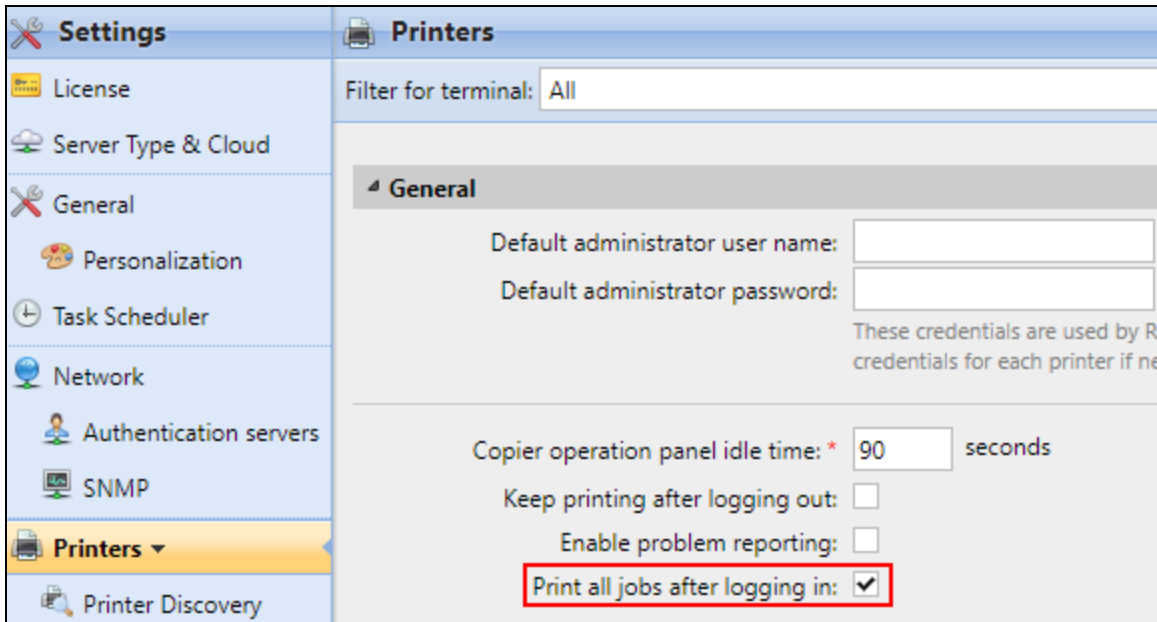 Settings
License
Server Type & Cloud
General
Personalization
Task Scheduler
Network
Authentication servers
SNMP
Printers
Printer Discovery
Printers
Filter for terminal: All
General
Default administrator user name:
Default administrator password:
These credentials are used by
credentials for each printer if
Copier operation panel idle time: * 90 seconds
Keep printing after logging out:
Enable problem reporting:
Print all jobs after logging in: